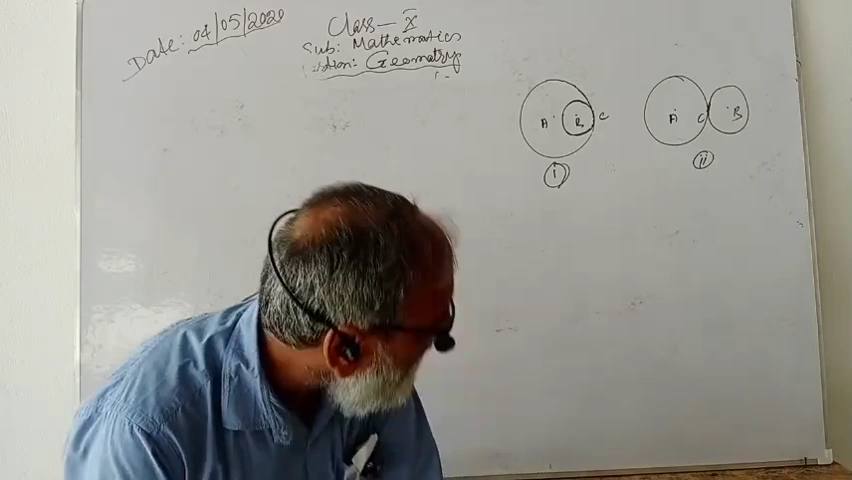 Date: 04/05/2020
Class - X
Sub: Mathematics
Geometry
A B C
A C B
i
ii